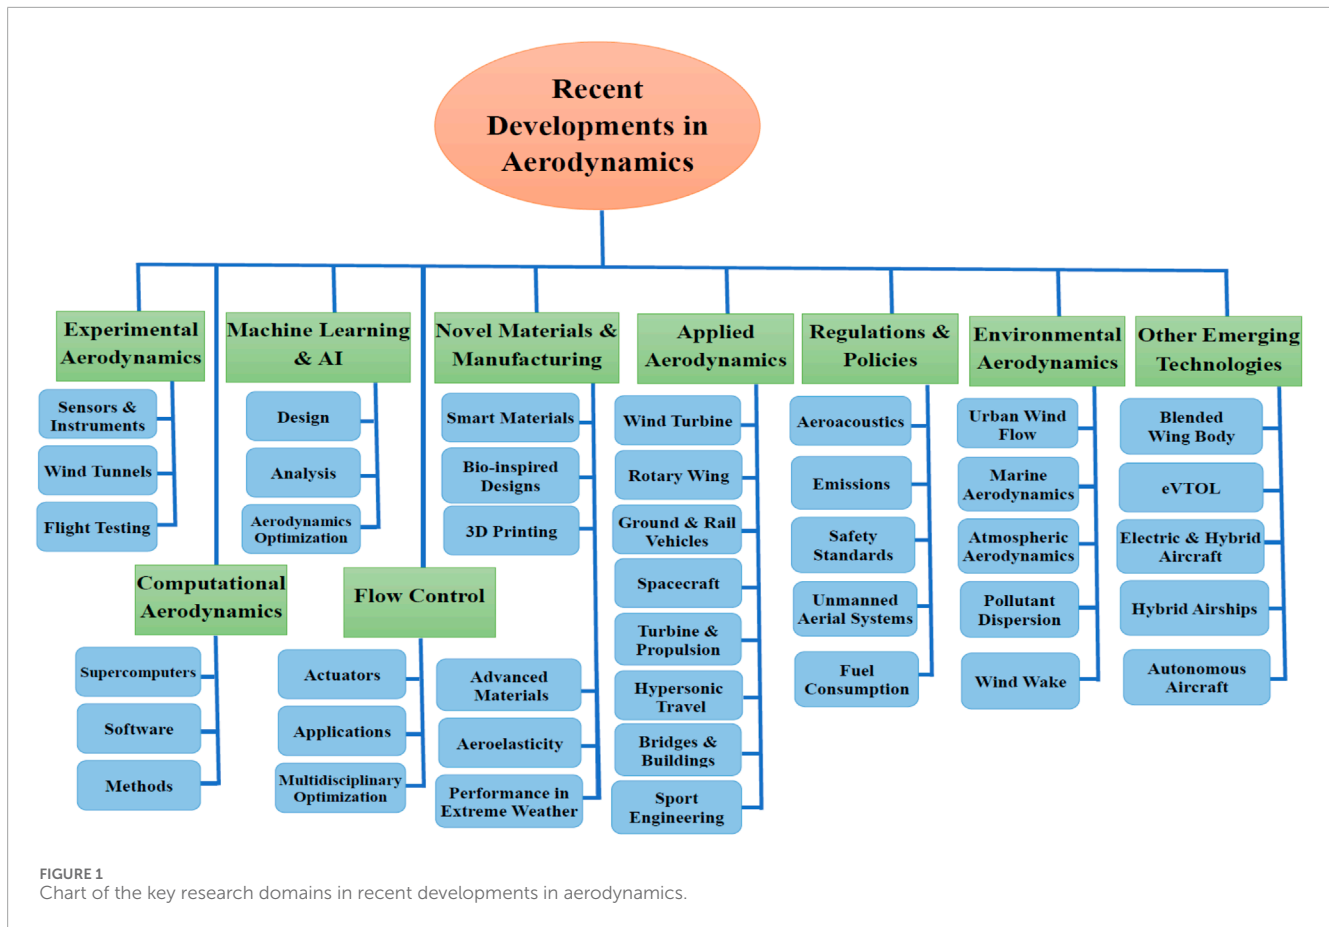 Recent
Developments in
Aerodynamics
Experimental
Aerodynamics
Sensors &
Instruments
Wind Tunnels
Flight Testing
Computational
Aerodynamics
Supercomputers
Software
Methods
Machine Learning
& AI
Design
Analysis
Aerodynamics
Optimization
Flow Control
Actuators
Applications
Multidisciplinary
Optimization
Novel Materials &
Manufacturing
Smart Materials
Bio-inspired
Designs
3D Printing
Advanced
Materials
Aeroelasticity
Performance in
Extreme Weather
Applied
Aerodynamics
Wind Turbine
Rotary Wing
Ground & Rail
Vehicles
Spacecraft
Turbine &
Propulsion
Hypersonic
Travel
Bridges &
Buildings
Sport
Engineering
Regulations &
Policies
Aeroacoustics
Emissions
Safety
Standards
Unmanned
Aerial Systems
Fuel
Consumption
Environmental
Aerodynamics
Urban Wind
Flow
Marine
Aerodynamics
Atmospheric
Aerodynamics
Pollutant
Dispersion
Wind Wake
Other Emerging
Technologies
Blended
Wing Body
eVTOL
Electric & Hybrid
Aircraft
Hybrid Airships
Autonomous
Aircraft
FIGURE 1
Chart of the key research domains in recent developments in aerodynamics.